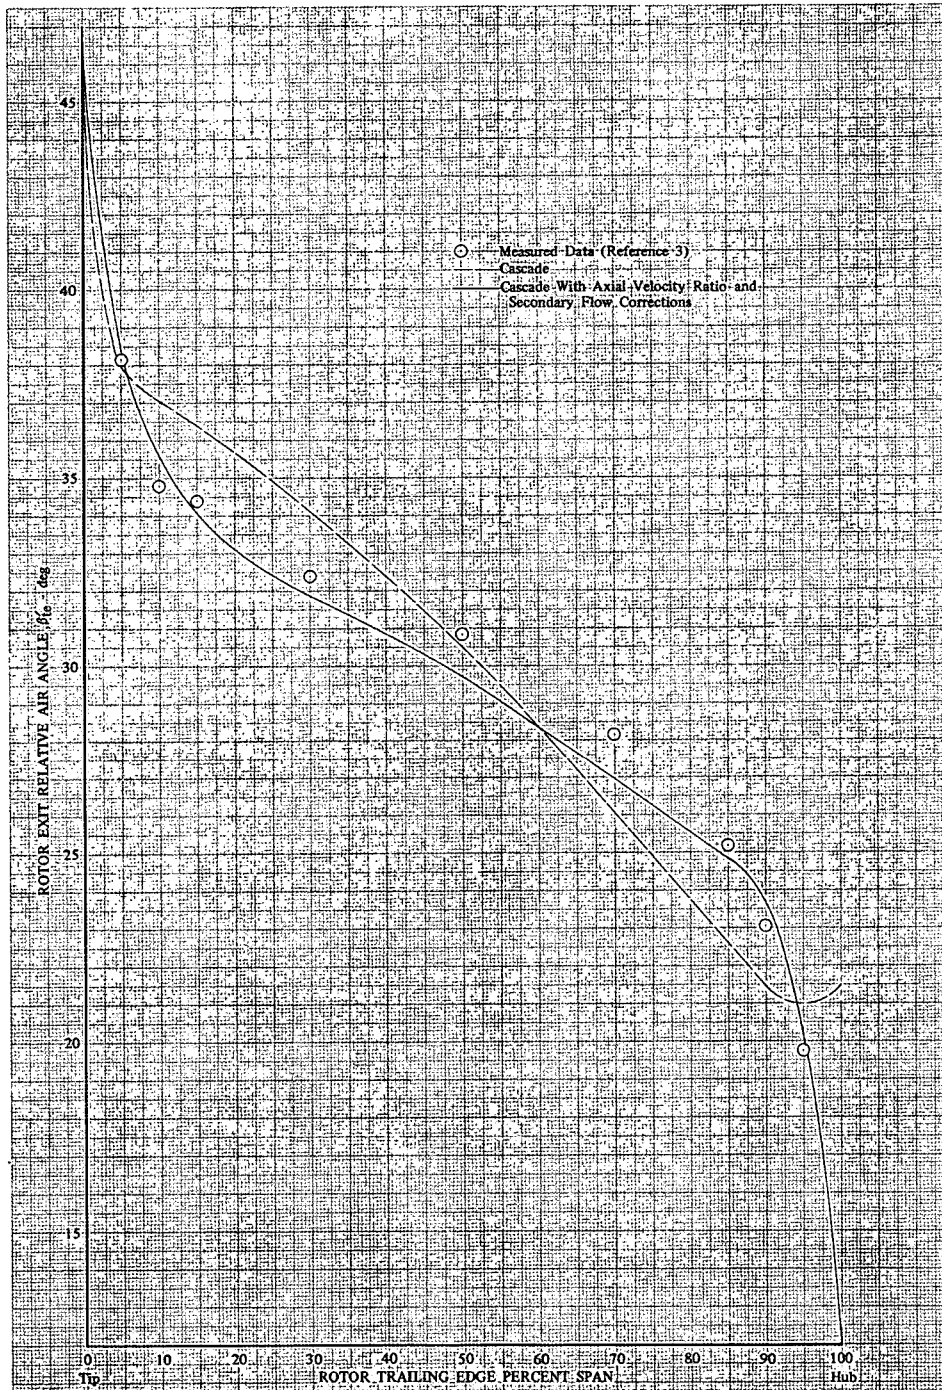 45
40
35
30
25
20
15
ROTOR EXIT RELATIVE AIR ANGLE, β′te - deg
Measured Data (Reference 3)
Cascade
Cascade With Axial Velocity Ratio and
Secondary Flow Corrections
0 10 20 30 40 50 60 70 80 90 100
Tip ROTOR TRAILING EDGE PERCENT SPAN Hub